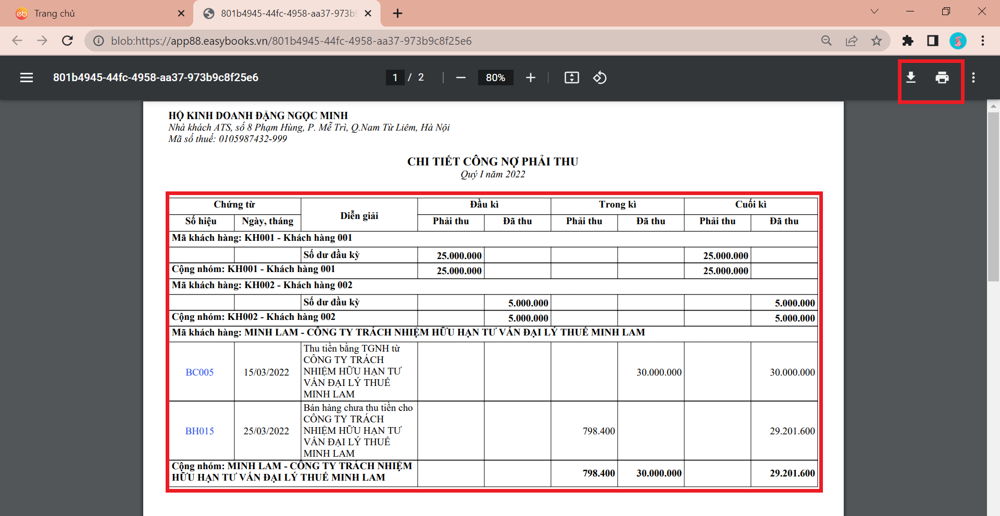 Trang chủ
801b4945-44fc-4958-aa37-973b9
blob:https://app88.easybooks.vn/801b4945-44fc-4958-aa37-973b9c8f25e6
801b4945-44fc-4958-aa37-973b9c8f25e6
1 / 2
80%
HỘ KINH DOANH ĐẶNG NGỌC MINH
Nhà khách ATS, số 8 Phạm Hùng, P. Mễ Trì, Q.Nam Từ Liêm, Hà Nội
Mã số thuế: 0105987432-999
CHI TIẾT CÔNG NỢ PHẢI THU
Quý I năm 2022
Chứng từ Diễn giải Đầu kì Trong kì Cuối kì
Số hiệu Ngày, tháng Phải thu Đã thu Phải thu Đã thu Phải thu Đã thu
Mã khách hàng: KH001 - Khách hàng 001
Số dư đầu kỳ 25.000.000 25.000.000
Cộng nhóm: KH001 - Khách hàng 001 25.000.000 25.000.000
Mã khách hàng: KH002 - Khách hàng 002
Số dư đầu kỳ 5.000.000 5.000.000
Cộng nhóm: KH002 - Khách hàng 002 5.000.000 5.000.000
Mã khách hàng: MINH LAM - CÔNG TY TRÁCH NHIỆM HỮU HẠN TƯ VẤN ĐẠI LÝ THUẾ MINH LAM
Thu tiền bằng TGNH từ
CÔNG TY TRÁCH
BC005 15/03/2022 NHIỆM HỮU HẠN TƯ 30.000.000 30.000.000
VẤN ĐẠI LÝ THUẾ
MINH LAM
Bán hàng chưa thu tiền cho
CÔNG TY TRÁCH
BH015 25/03/2022 NHIỆM HỮU HẠN TƯ 798.400 29.201.600
VẤN ĐẠI LÝ THUẾ
MINH LAM
Cộng nhóm: MINH LAM - CÔNG TY TRÁCH NHIỆM
HỮU HẠN TƯ VẤN ĐẠI LÝ THUẾ MINH LAM 798.400 30.000.000 29.201.600